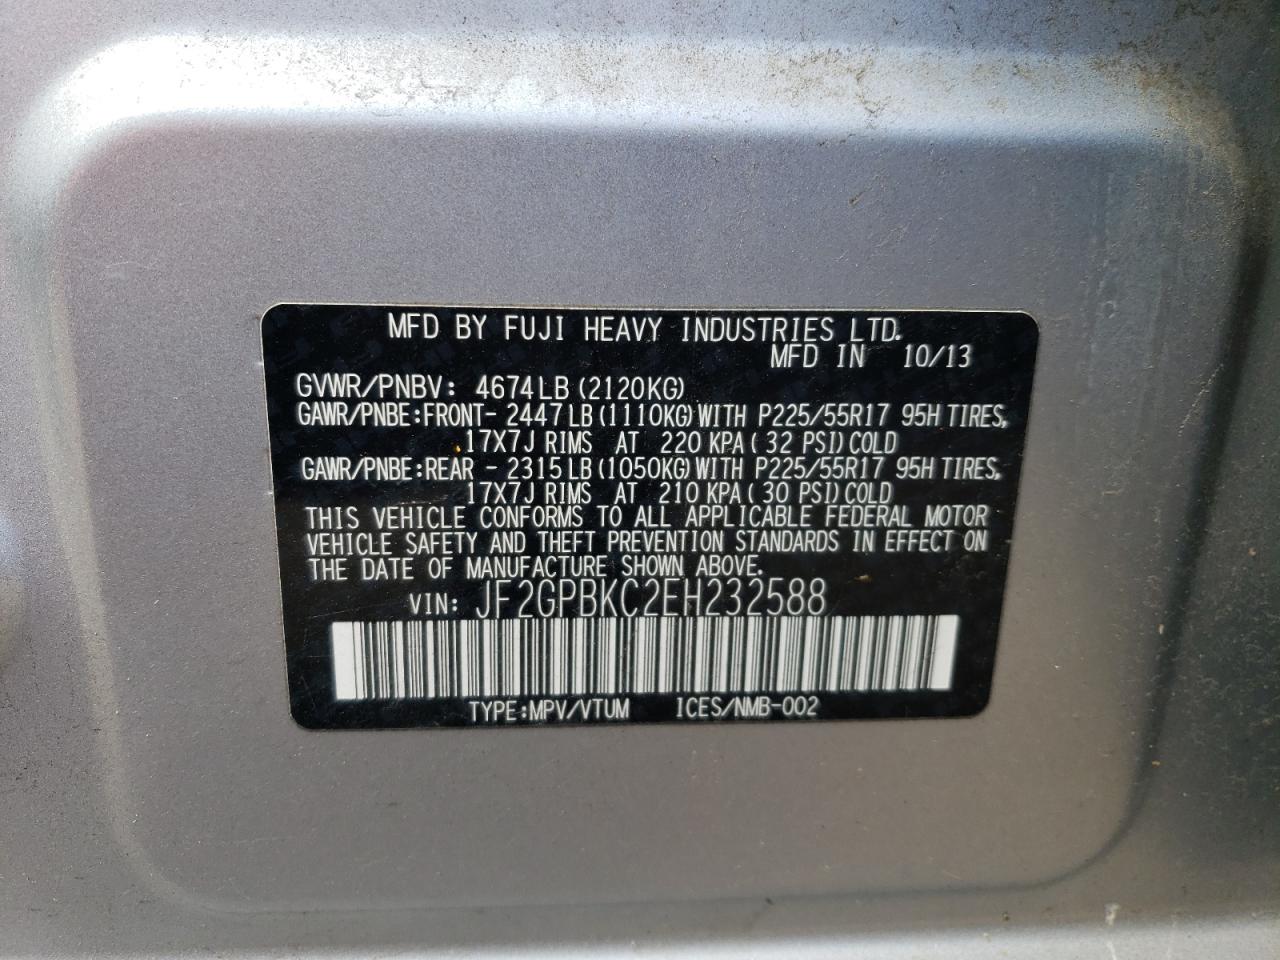 MFD BY FUJI HEAVY INDUSTRIES LTD.
MFD IN 10/13
GVWR/PNBV: 4674LB (2120KG)
GAWR/PNBE:FRONT- 2447LB (1110KG) WITH P225/55R17 95H TIRES,
17X7J RIMS AT 220 KPA ( 32 PSI) COLD
GAWR/PNBE:REAR - 2315LB (1050KG) WITH P225/55R17 95H TIRES,
17X7J RIMS AT 210 KPA ( 30 PSI) COLD
THIS VEHICLE CONFORMS TO ALL APPLICABLE FEDERAL MOTOR
VEHICLE SAFETY AND THEFT PREVENTION STANDARDS IN EFFECT ON
THE DATE OF MANUFACTURE SHOWN ABOVE.
VIN: JF2GPBKC2EH232588
TYPE:MPV/VTUM ICES/NMB-002